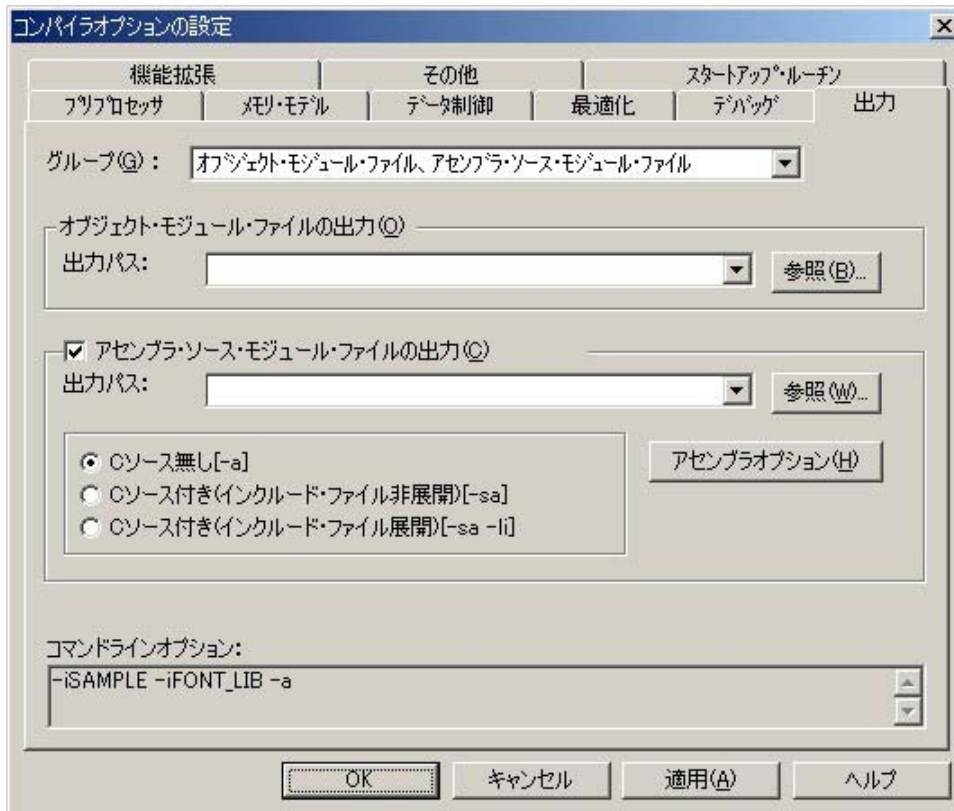 コンパイラオプションの設定
機能拡張 その他 スタートアップ・ルーチン
プリプロセッサ メモリ・モデル データ制御 最適化 デバッグ 出力
グループ(G): オブジェクト・モジュール・ファイル、アセンブラ・ソース・モジュール・ファイル
オブジェクト・モジュール・ファイルの出力(O)
出力パス: 参照(B)...
アセンブラ・ソース・モジュール・ファイルの出力(C)
出力パス: 参照(W)...
Cソース無し[-a] アセンブラオプション(H)
Cソース付き(インクルード・ファイル非展開)[-sa]
Cソース付き(インクルード・ファイル展開)[-sa -li]
コマンドラインオプション:
-iSAMPLE -iFONT_LIB -a
OK キャンセル 適用(A) ヘルプ